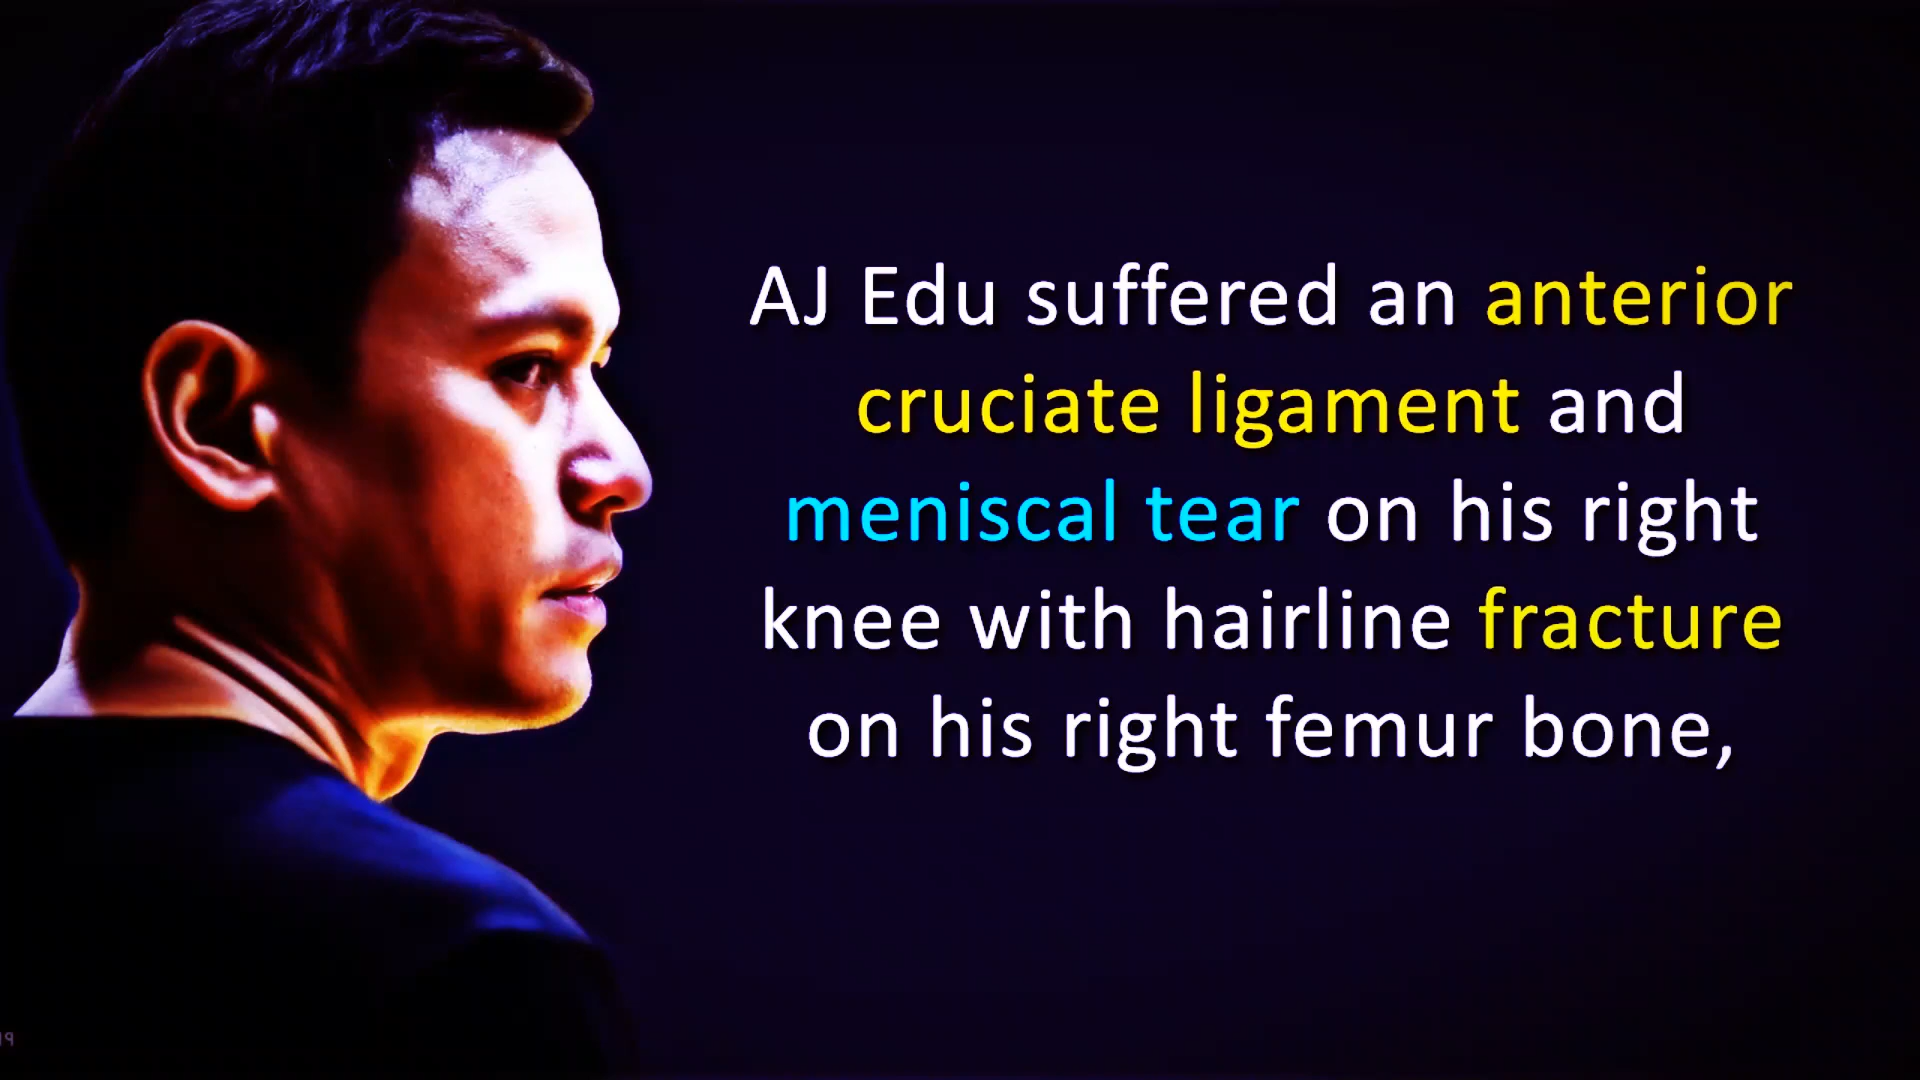 AJ Edu suffered an anterior
cruciate ligament and
meniscal tear on his right
knee with hairline fracture
on his right femur bone,